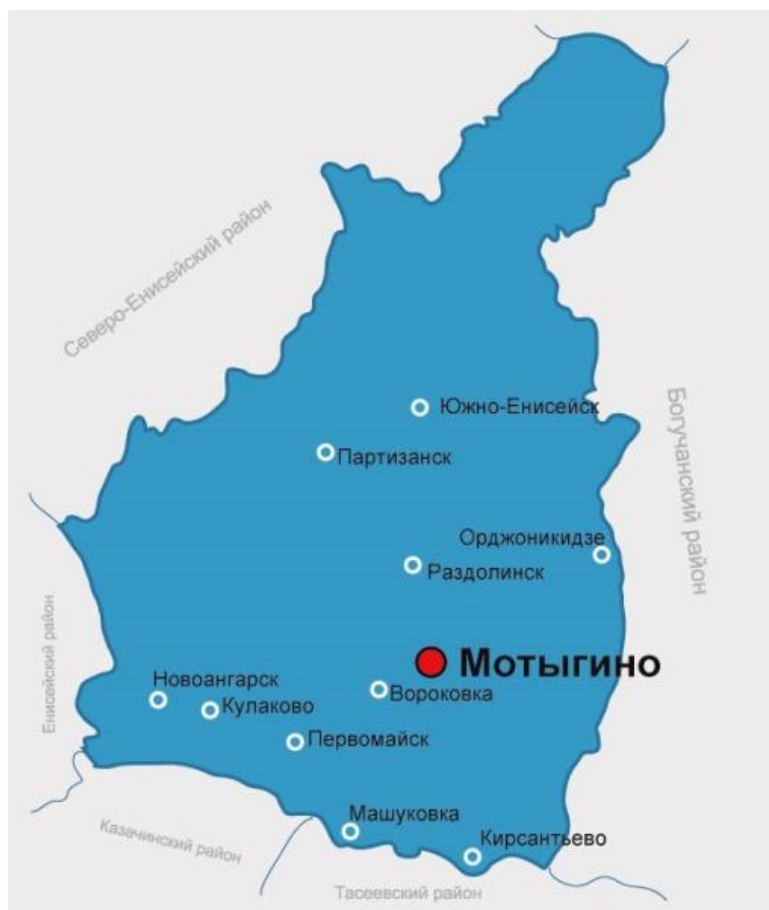 Северо-Енисейский район
Южно-Енисейск
Богучанский район
Партизанск
Орджоникидзе
Раздолинск
Енисейский район
Мотыгино
Новоангарск
Вороковка
Кулаково
Первомайск
Машуковка
Казачинский район
Кирсантьево
Тасеевский район